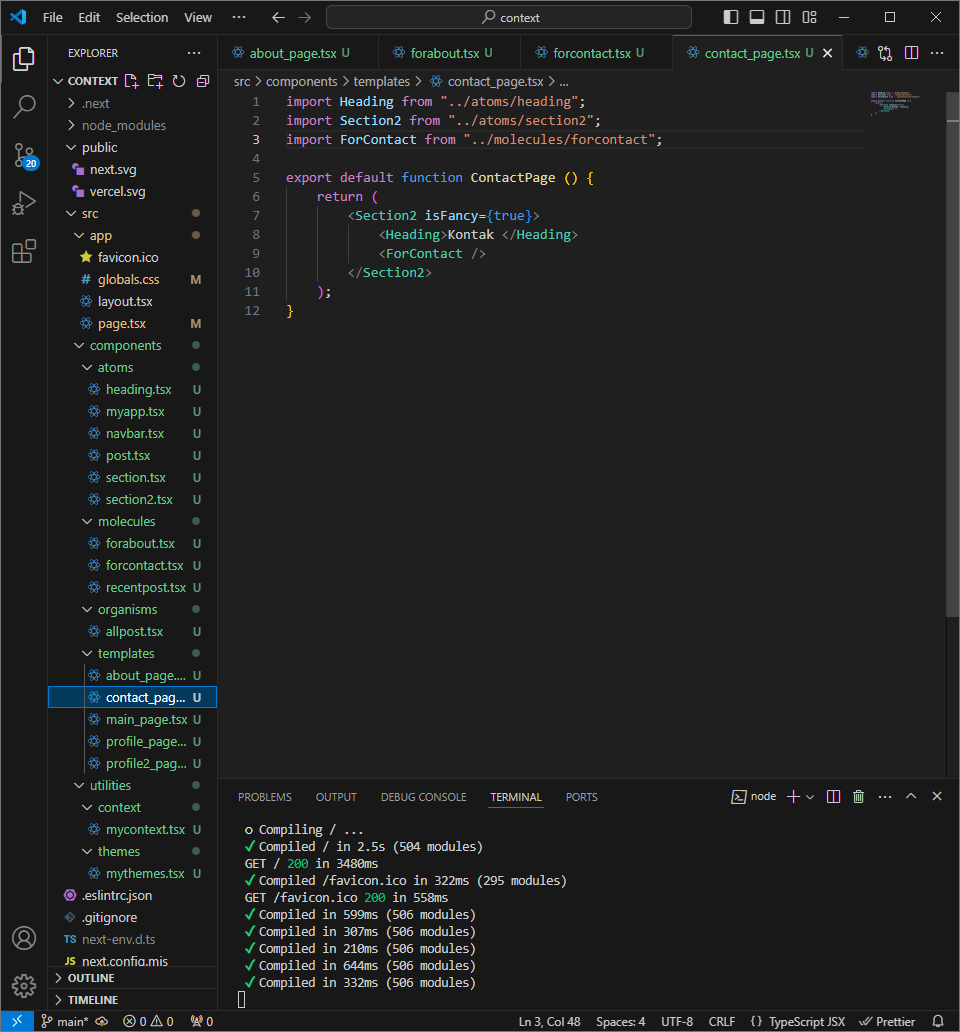 File Edit Selection View ··· context
EXPLORER ···
CONTEXT
.next
node_modules
public
next.svg
vercel.svg
src
app
favicon.ico
# globals.css M
layout.tsx
page.tsx M
components
atoms
heading.tsx U
myapp.tsx U
navbar.tsx U
post.tsx U
section.tsx U
section2.tsx U
molecules
forabout.tsx U
forcontact.tsx U
recentpost.tsx U
organisms
allpost.tsx U
templates
about_page.... U
contact_pag... U
main_page.tsx U
profile_page... U
profile2_pag... U
utilities
context
mycontext.tsx U
themes
mythemes.tsx U
.eslintrc.json
.gitignore
TS next-env.d.ts
JS next.config.mjs
OUTLINE
TIMELINE
20
about_page.tsx U forabout.tsx U forcontact.tsx U contact_page.tsx U
src > components > templates > contact_page.tsx > ...
1 import Heading from "../atoms/heading";
2 import Section2 from "../atoms/section2";
3 import ForContact from "../molecules/forcontact";
4
5 export default function ContactPage () {
6 return (
7 <Section2 isFancy={true}>
8 <Heading>Kontak </Heading>
9 <ForContact />
10 </Section2>
11 );
12 }
PROBLEMS OUTPUT DEBUG CONSOLE TERMINAL PORTS node
○ Compiling / ...
✓ Compiled / in 2.5s (504 modules)
GET / 200 in 3480ms
✓ Compiled /favicon.ico in 322ms (295 modules)
GET /favicon.ico 200 in 558ms
✓ Compiled in 599ms (506 modules)
✓ Compiled in 307ms (506 modules)
✓ Compiled in 210ms (506 modules)
✓ Compiled in 644ms (506 modules)
✓ Compiled in 332ms (506 modules)
main* 0 0 0 Ln 3, Col 48 Spaces: 4 UTF-8 CRLF {} TypeScript JSX Prettier